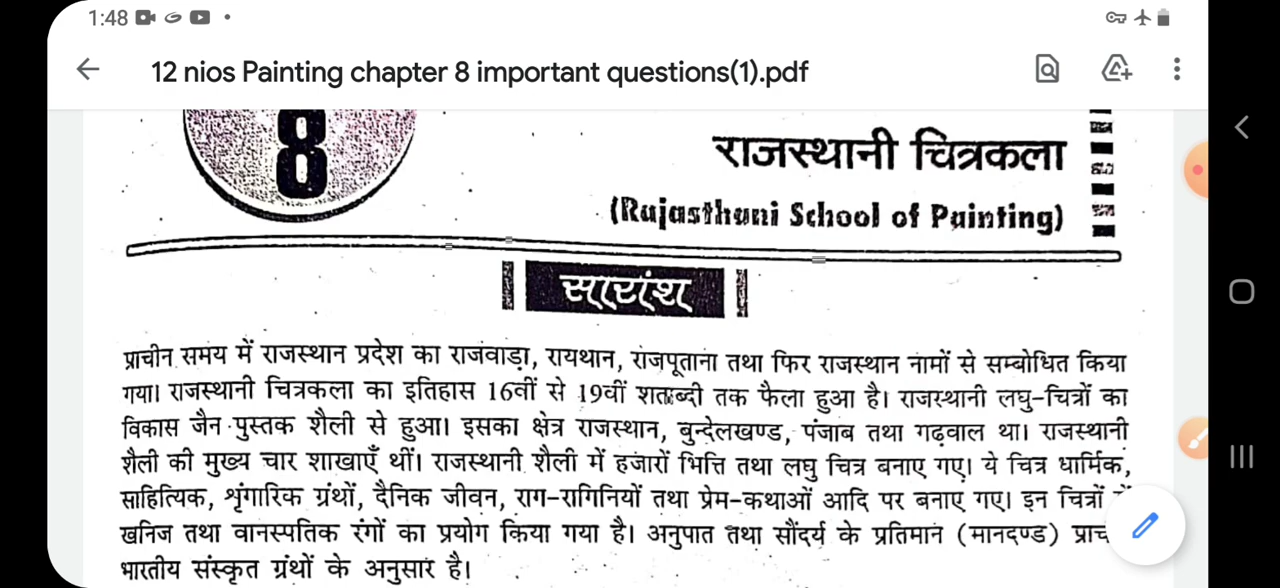 1:48
12 nios Painting chapter 8 important questions(1).pdf
8
राजस्थानी चित्रकला
(Rajasthani School of Painting)
सारांश
प्राचीन समय में राजस्थान प्रदेश का राजवाड़ा, रायथान, राजपूताना तथा फिर राजस्थान नामों से सम्बोधित किया
गया। राजस्थानी चित्रकला का इतिहास 16वीं से 19वीं शताब्दी तक फैला हुआ है। राजस्थानी लघु-चित्रों का
विकास जैन पुस्तक शैली से हुआ। इसका क्षेत्र राजस्थान, बुन्देलखण्ड, पंजाब तथा गढ़वाल था। राजस्थानी
शैली की मुख्य चार शाखाएँ थीं। राजस्थानी शैली में हजारों भित्ति तथा लघु चित्र बनाए गए। ये चित्र धार्मिक,
साहित्यिक, श्रृंगारिक ग्रंथों, दैनिक जीवन, राग-रागिनियों तथा प्रेम-कथाओं आदि पर बनाए गए। इन चित्रों
खनिज तथा वानस्पतिक रंगों का प्रयोग किया गया है। अनुपात तथा सौंदर्य के प्रतिमान (मानदण्ड) प्राच
भारतीय संस्कृत ग्रंथों के अनुसार है।